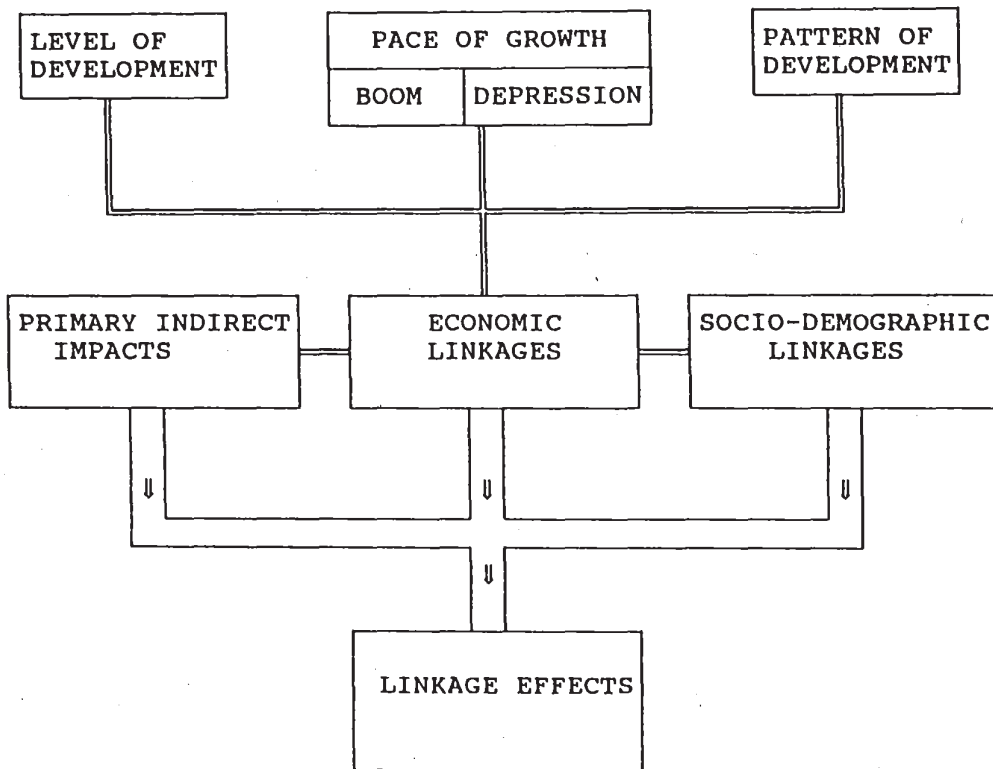 LEVEL OF
DEVELOPMENT
PACE OF GROWTH
BOOM
DEPRESSION
PATTERN OF
DEVELOPMENT
PRIMARY INDIRECT
IMPACTS
ECONOMIC
LINKAGES
SOCIO-DEMOGRAPHIC
LINKAGES
LINKAGE EFFECTS